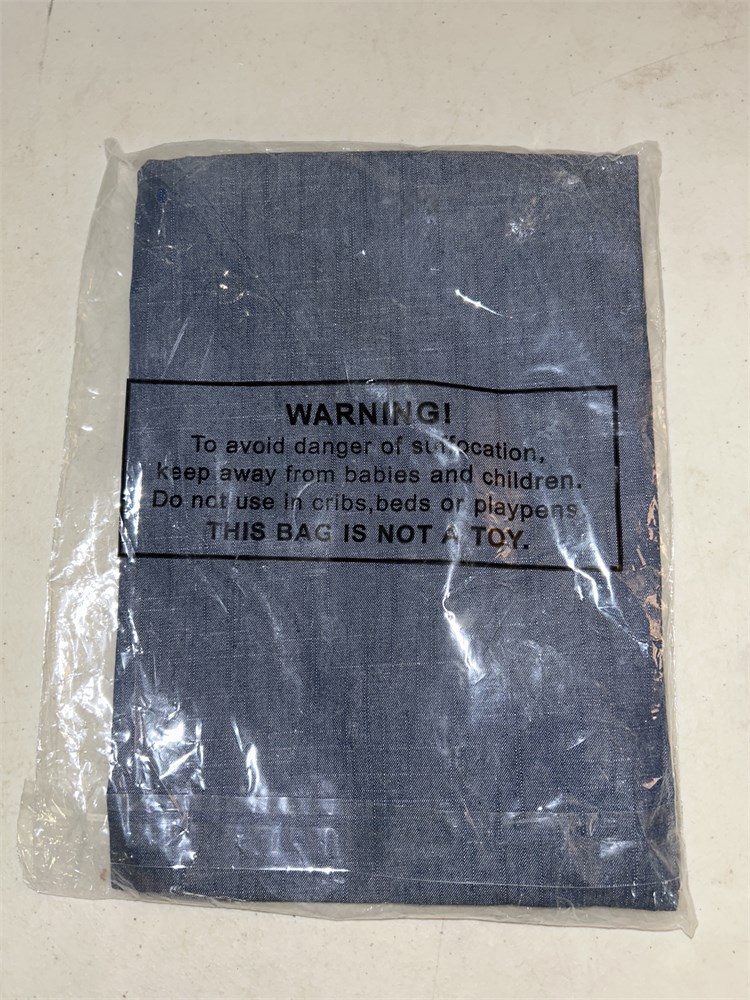 WARNING!
To avoid danger of suffocation,
keep away from babies and children.
Do not use in cribs,beds or playpens.
THIS BAG IS NOT A TOY.